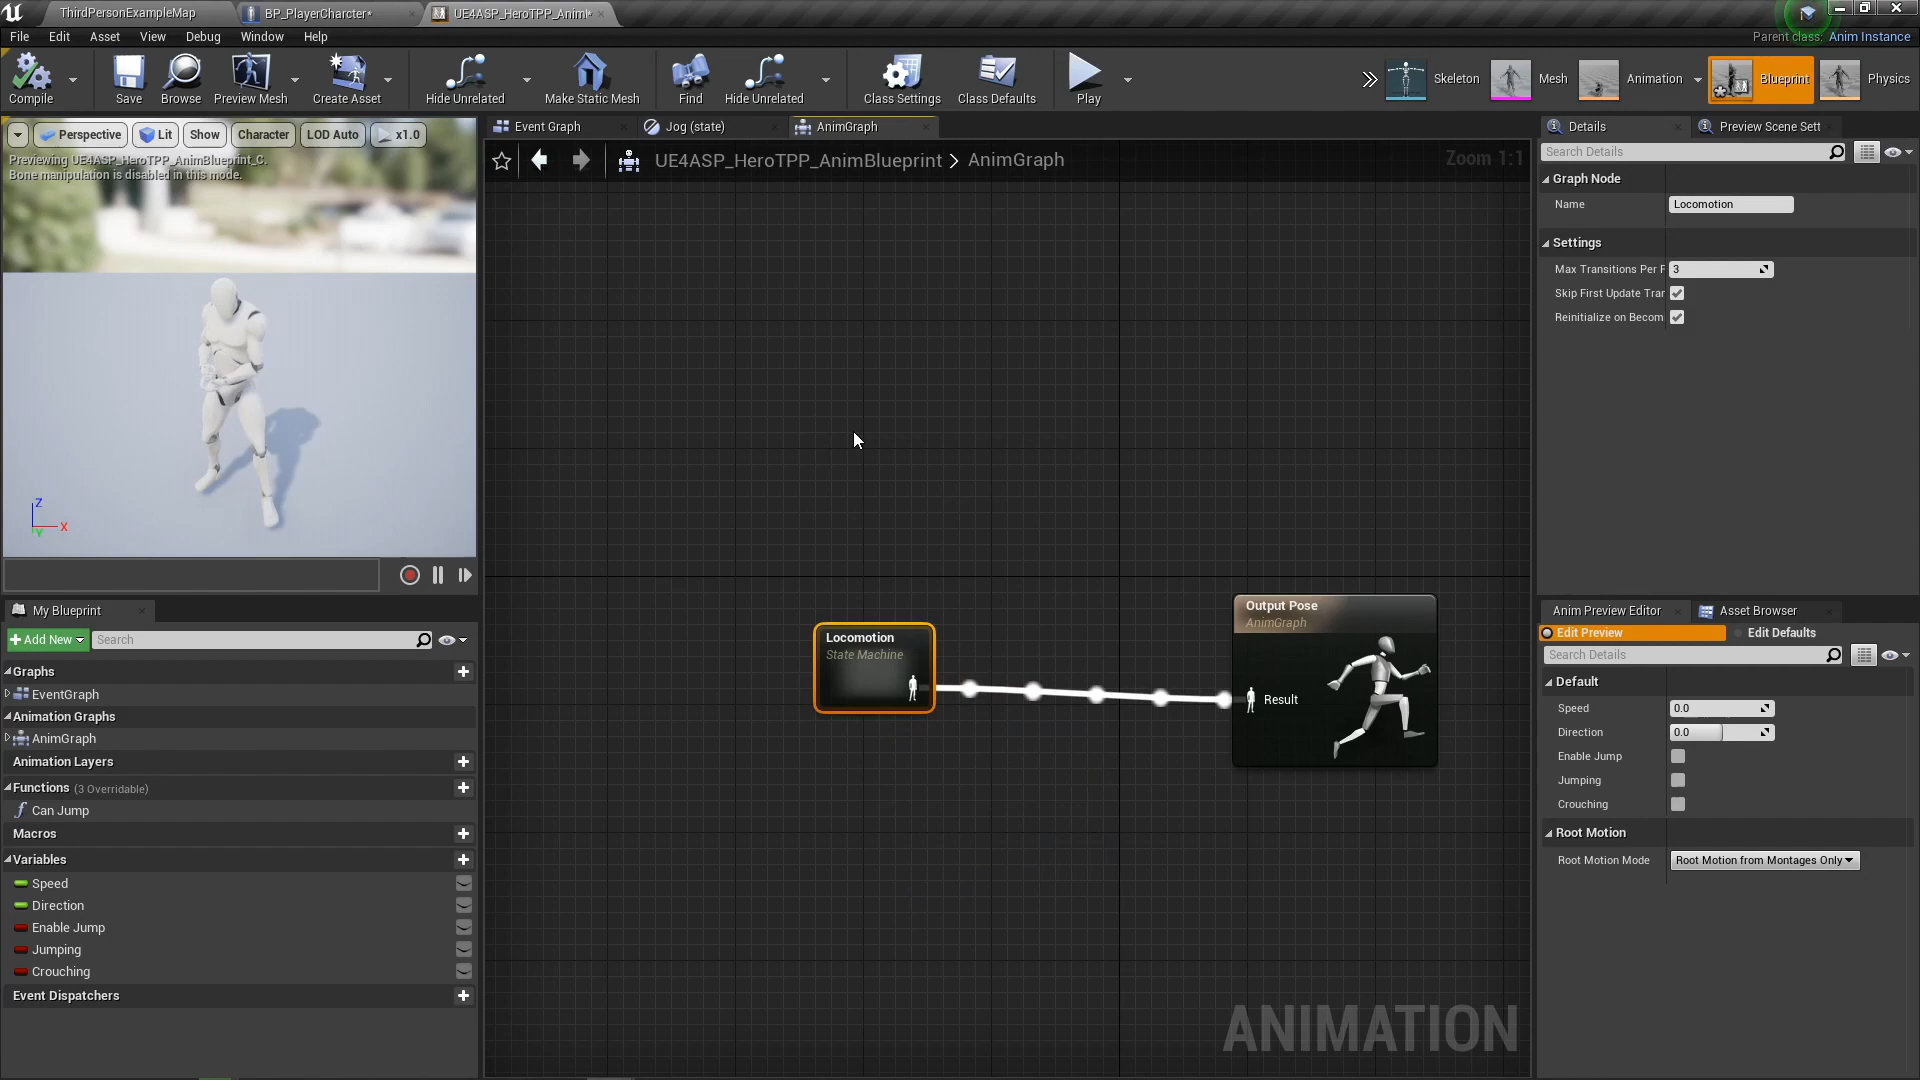 ThirdPersonExampleMap
BP_PlayerCharcter*
UE4ASP_HeroTPP_AnimI*
File Edit Asset View Debug Window Help
Parent class: Anim Instance
Compile
Save
Browse
Preview Mesh
Create Asset
Hide Unrelated
Make Static Mesh
Find
Hide Unrelated
Class Settings
Class Defaults
Play
Skeleton
Mesh
Animation
Blueprint
Physics
Perspective
Lit
Show
Character
LOD Auto
x1.0
Previewing UE4ASP_HeroTPP_AnimBlueprint_C.
Bone manipulation is disabled in this mode.
Z
X
Y
Event Graph
Jog (state)
AnimGraph
UE4ASP_HeroTPP_AnimBlueprint > AnimGraph
Zoom 1:1
Locomotion
State Machine
Output Pose
AnimGraph
Result
ANIMATION
My Blueprint
Add New
Search
Graphs
EventGraph
Animation Graphs
AnimGraph
Animation Layers
Functions (3 Overridable)
Can Jump
Macros
Variables
Speed
Direction
Enable Jump
Jumping
Crouching
Event Dispatchers
Details
Preview Scene Sett
Search Details
Graph Node
Name Locomotion
Settings
Max Transitions Per F 3
Skip First Update Tran
Reinitialize on Becom
Anim Preview Editor
Asset Browser
Edit Preview
Edit Defaults
Search Details
Default
Speed 0.0
Direction 0.0
Enable Jump
Jumping
Crouching
Root Motion
Root Motion Mode Root Motion from Montages Only